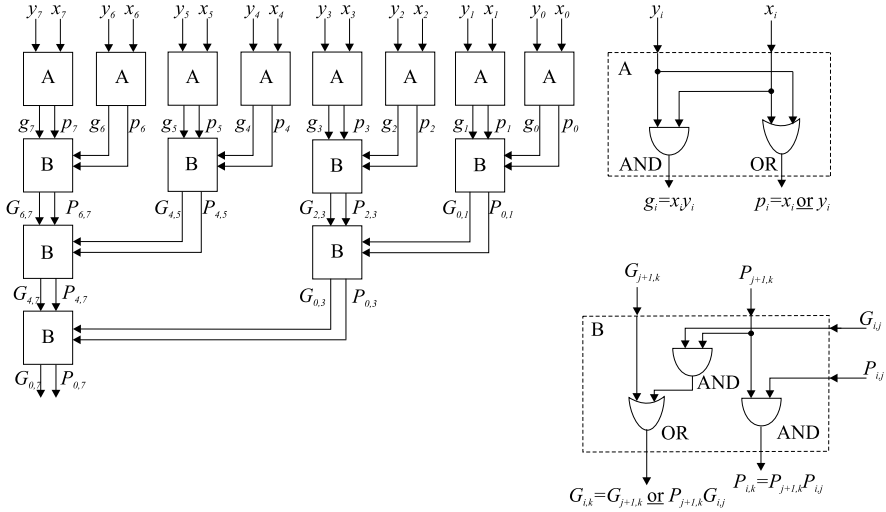 y₇ x₇ y₆ x₆ y₅ x₅ y₄ x₄ y₃ x₃ y₂ x₂ y₁ x₁ y₀ x₀
A A A A A A A A
g₇ p₇ g₆ p₆ g₅ p₅ g₄ p₄ g₃ p₃ g₂ p₂ g₁ p₁ g₀ p₀
B B B B
G₆,₇ P₆,₇ G₄,₅ P₄,₅ G₂,₃ P₂,₃ G₀,₁ P₀,₁
B B
G₄,₇ P₄,₇ G₀,₃ P₀,₃
B
G₀,₇ P₀,₇
yᵢ xᵢ
A
AND OR
gᵢ=xᵢyᵢ pᵢ=xᵢ or yᵢ
Gⱼ₊₁,ₖ Pⱼ₊₁,ₖ
B Gᵢ,ⱼ
AND Pᵢ,ⱼ
OR AND
Gᵢ,ₖ=Gⱼ₊₁,ₖ or Pⱼ₊₁,ₖGᵢ,ⱼ Pᵢ,ₖ=Pⱼ₊₁,ₖPᵢ,ⱼ